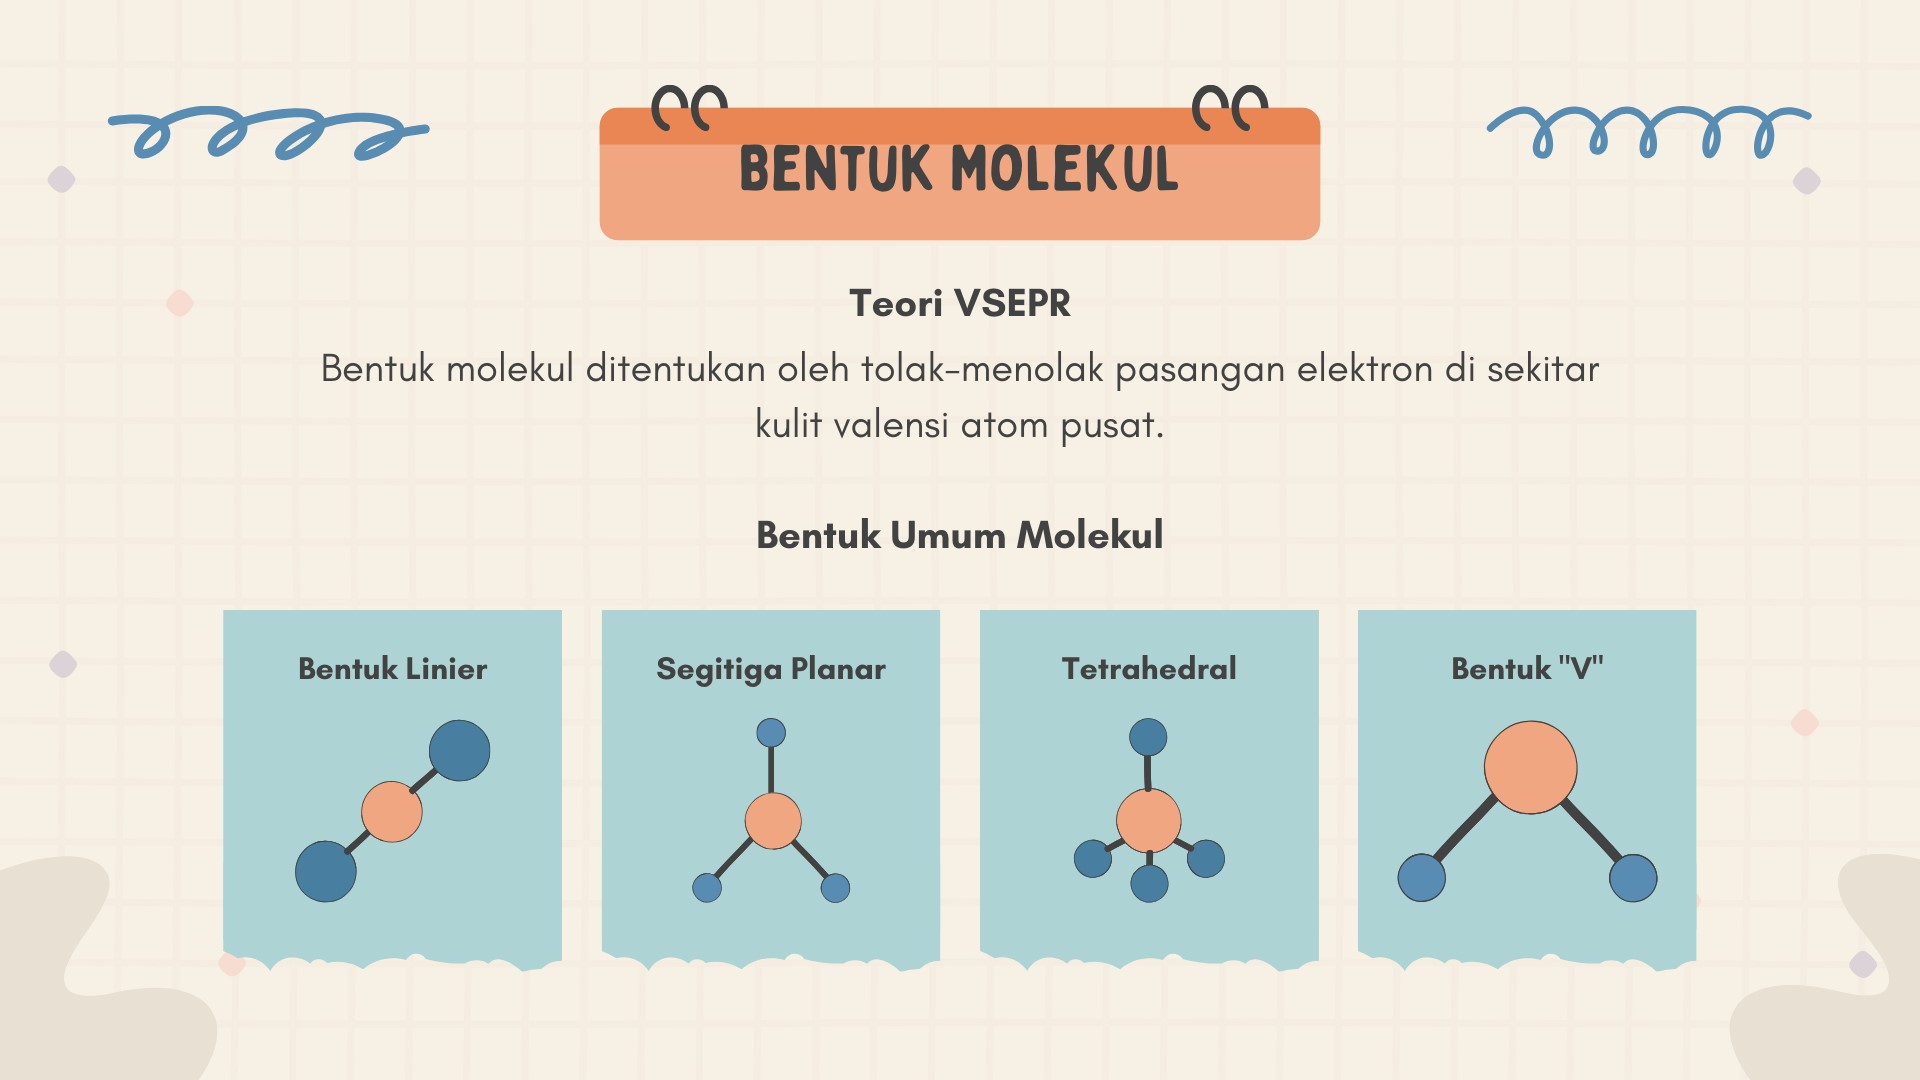 BENTUK MOLEKUL
Teori VSEPR
Bentuk molekul ditentukan oleh tolak-menolak pasangan elektron di sekitar
kulit valensi atom pusat.
Bentuk Umum Molekul
Bentuk Linier
Segitiga Planar
Tetrahedral
Bentuk "V"